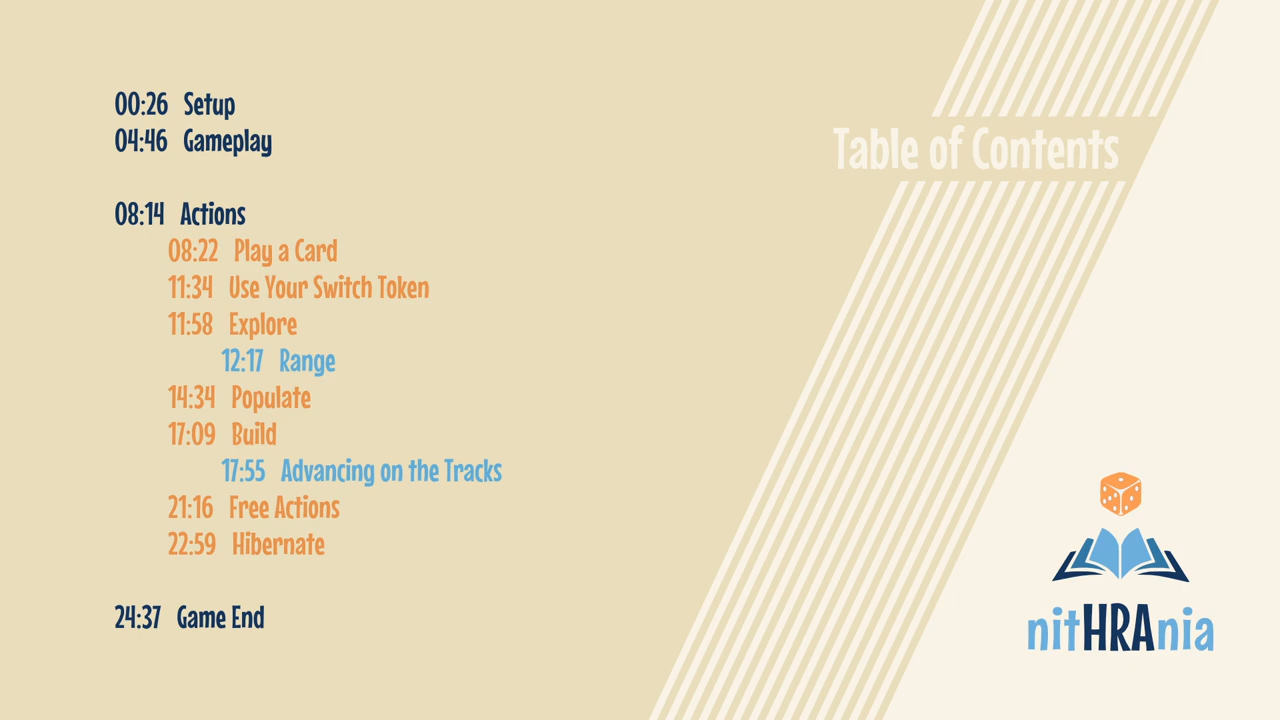 Table of Contents
00:26 Setup
04:46 Gameplay
08:14 Actions
08:22 Play a Card
11:34 Use Your Switch Token
11:58 Explore
12:17 Range
14:34 Populate
17:09 Build
17:55 Advancing on the Tracks
21:16 Free Actions
22:59 Hibernate
24:37 Game End
nitHRAnia